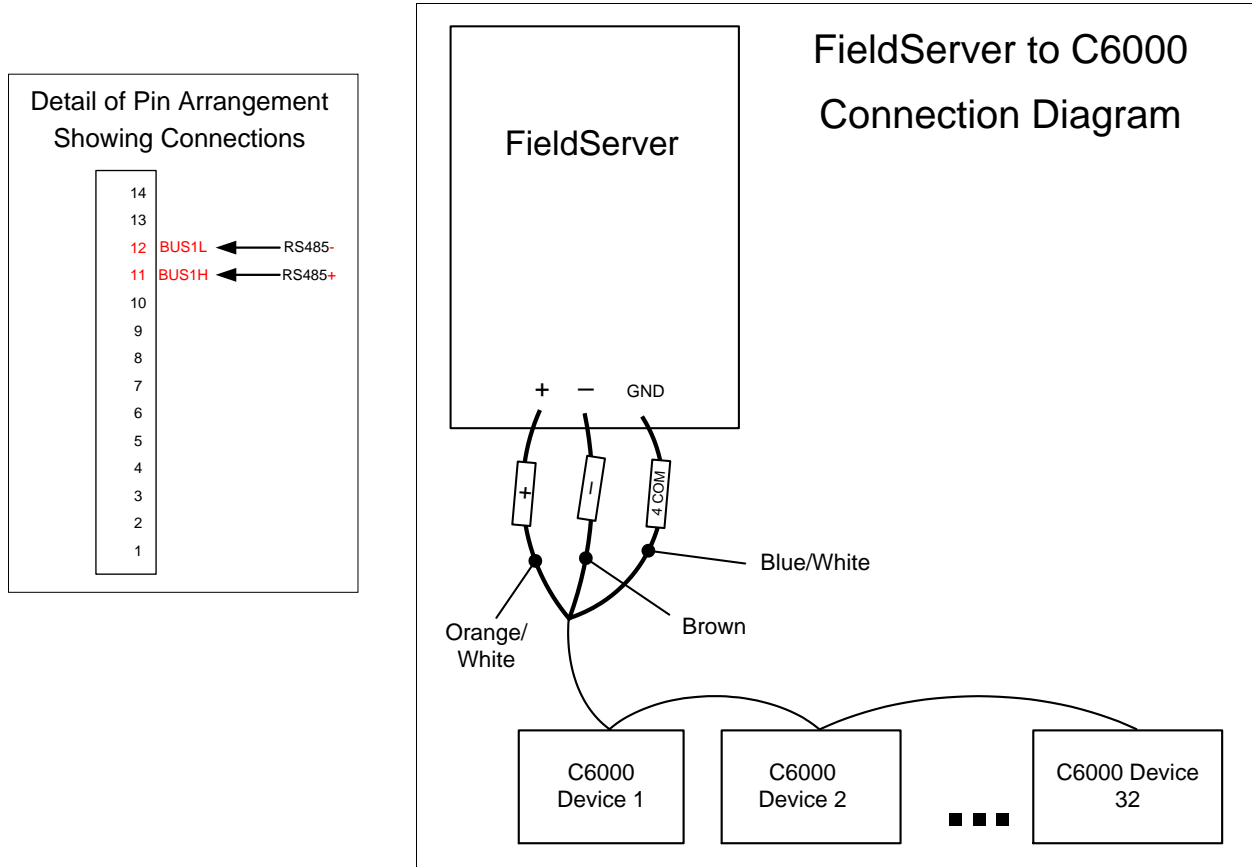 Detail of Pin Arrangement
Showing Connections
14
13
12 BUS1L RS485-
11 BUS1H RS485+
10
9
8
7
6
5
4
3
2
1
FieldServer to C6000
Connection Diagram
FieldServer
+ − GND
+ − 4 COM
Blue/White
Brown
Orange/
White
C6000
Device 1
C6000
Device 2
C6000 Device
32